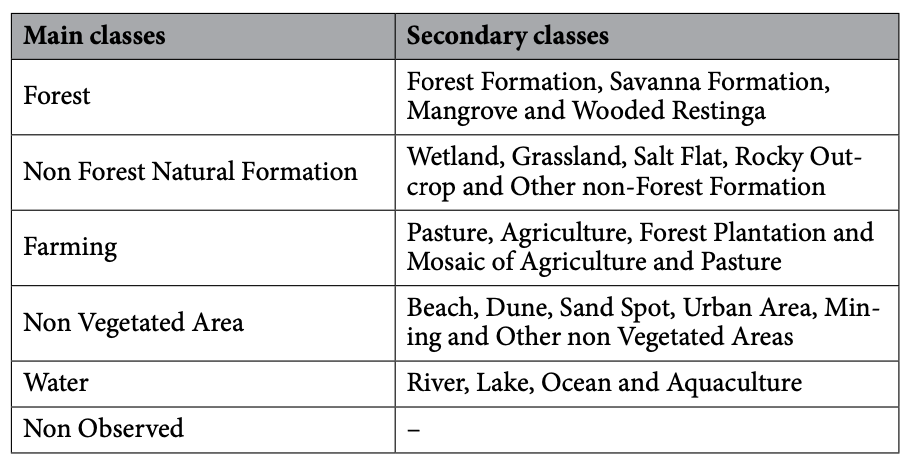 Main classes
Secondary classes
Forest
Forest Formation, Savanna Formation,
Mangrove and Wooded Restinga
Non Forest Natural Formation
Wetland, Grassland, Salt Flat, Rocky Out-
crop and Other non-Forest Formation
Farming
Pasture, Agriculture, Forest Plantation and
Mosaic of Agriculture and Pasture
Non Vegetated Area
Beach, Dune, Sand Spot, Urban Area, Min-
ing and Other non Vegetated Areas
Water
River, Lake, Ocean and Aquaculture
Non Observed
–